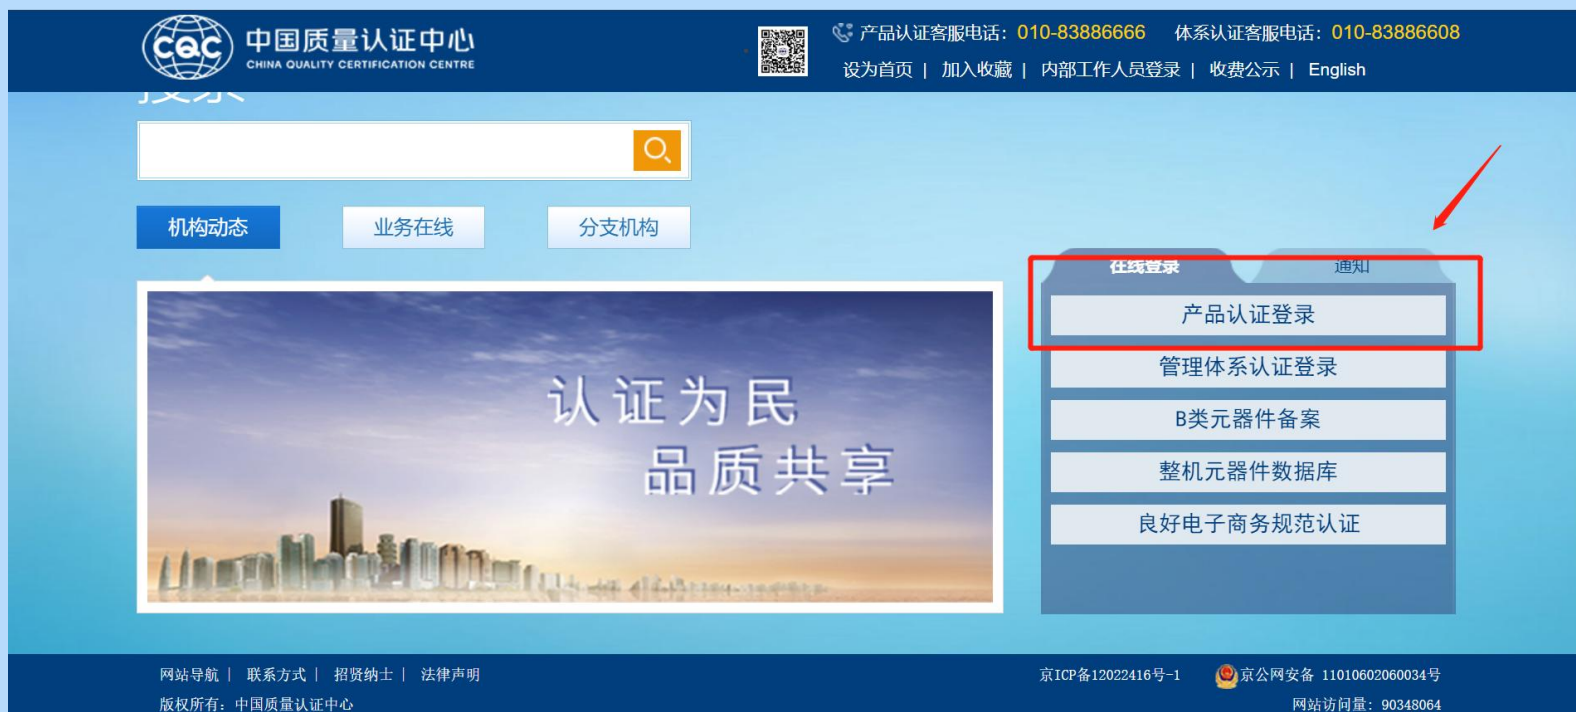 CQC 中国质量认证中心
CHINA QUALITY CERTIFICATION CENTRE
产品认证客服电话：010-83886666 体系认证客服电话：010-83886608
设为首页 | 加入收藏 | 内部工作人员登录 | 收费公示 | English
机构动态 业务在线 分支机构
认证为民
品质共享
在线登录 通知
产品认证登录
管理体系认证登录
B类元器件备案
整机元器件数据库
良好电子商务规范认证
网站导航 | 联系方式 | 招贤纳士 | 法律声明
版权所有：中国质量认证中心
京ICP备12022416号-1 京公网安备 11010602060034号
网站访问量：90348064